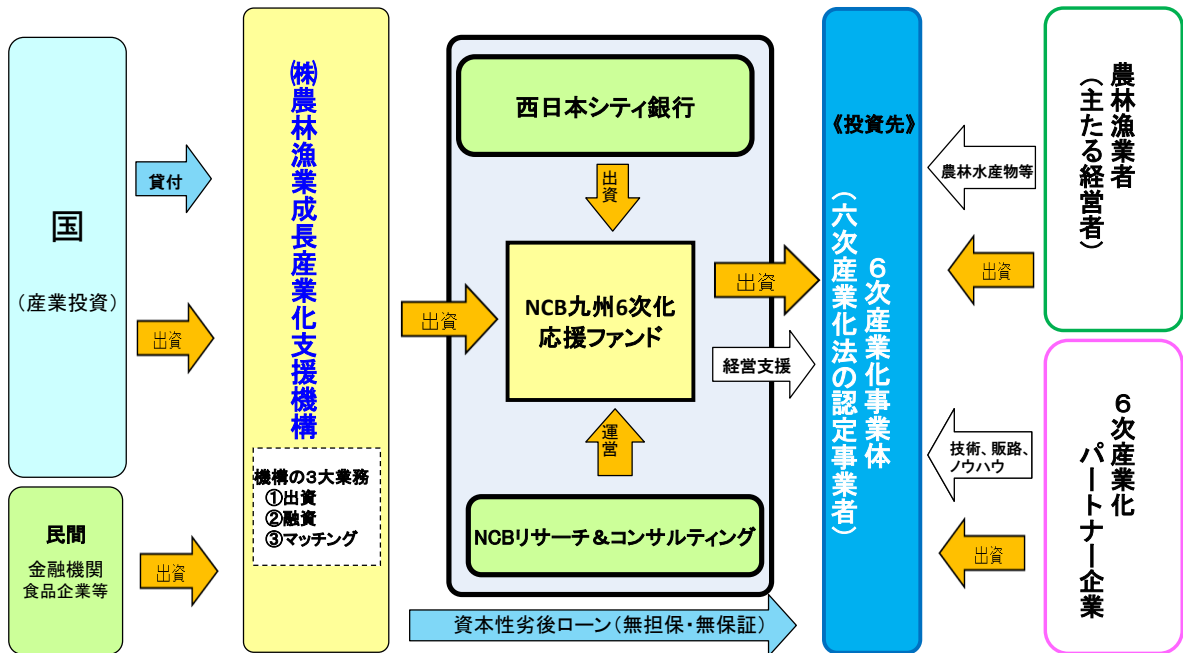 国
(産業投資)
民間
金融機関
食品企業等
貸付
出資
出資
㈱農林漁業成長産業化支援機構
機構の3大業務
①出資
②融資
③マッチング
出資
西日本シティ銀行
出資
NCB九州6次化
応援ファンド
運営
NCBリサーチ&コンサルティング
出資
経営支援
資本性劣後ローン(無担保・無保証)
《投資先》
6次産業化事業体
(六次産業化法の認定事業者)
農林水産物等
出資
技術、販路、
ノウハウ
出資
農林漁業者
(主たる経営者)
6次産業化
パートナー企業